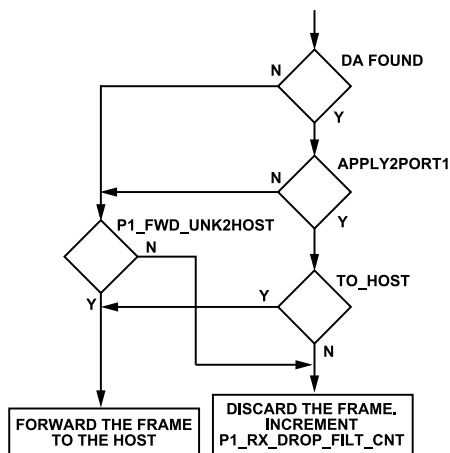 DA FOUND
N
Y
APPLY2PORT1
N
Y
P1_FWD_UNK2HOST
N
Y
TO_HOST
Y
N
FORWARD THE FRAME
TO THE HOST
DISCARD THE FRAME.
INCREMENT
P1_RX_DROP_FILT_CNT